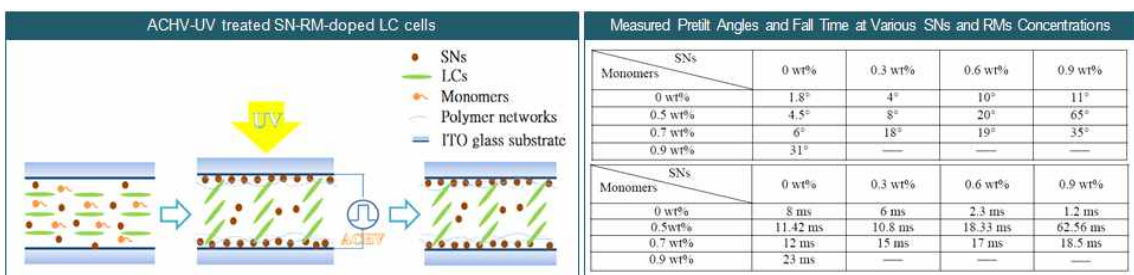 ACHV-UV treated SN-RM-doped LC cells
SNs
LCs
Monomers
Polymer networks
ITO glass substrate
UV
ACHV
Measured Pretilt Angles and Fall Time at Various SNs and RMs Concentrations
SNs
Monomers 0 wt% 0.3 wt% 0.6 wt% 0.9 wt%
0 wt% 1.8° 4° 10° 11°
0.5 wt% 4.5° 8° 20° 65°
0.7 wt% 6° 18° 19° 35°
0.9 wt% 31° — — —
SNs
Monomers 0 wt% 0.3 wt% 0.6 wt% 0.9 wt%
0 wt% 8 ms 6 ms 2.3 ms 1.2 ms
0.5wt% 11.42 ms 10.8 ms 18.33 ms 62.56 ms
0.7 wt% 12 ms 15 ms 17 ms 18.5 ms
0.9 wt% 23 ms — — —